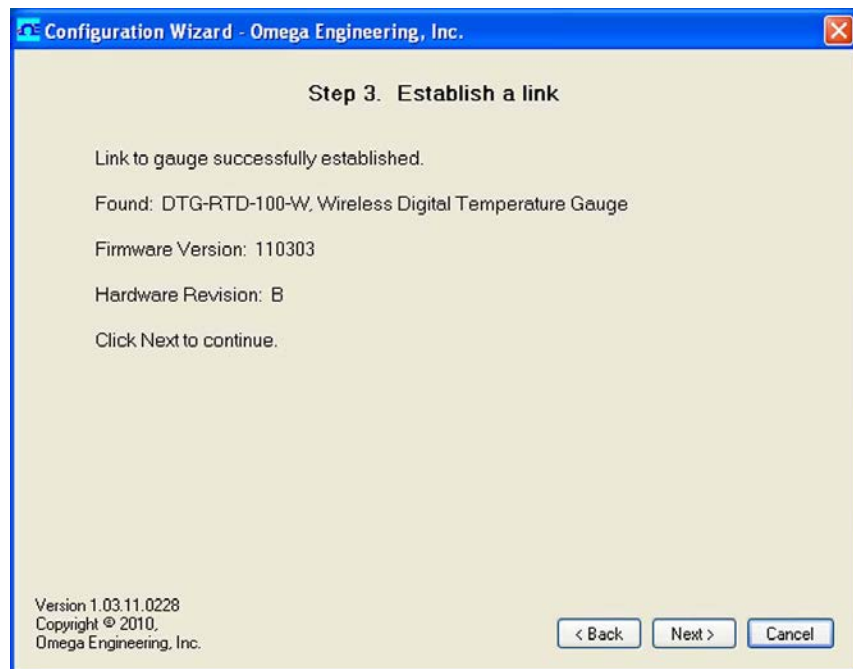 Configuration Wizard - Omega Engineering, Inc.
Step 3. Establish a link
Link to gauge successfully established.
Found: DTG-RTD-100-W, Wireless Digital Temperature Gauge
Firmware Version: 110303
Hardware Revision: B
Click Next to continue.
Version 1.03.11.0228
Copyright © 2010,
Omega Engineering, Inc.
< Back Next > Cancel